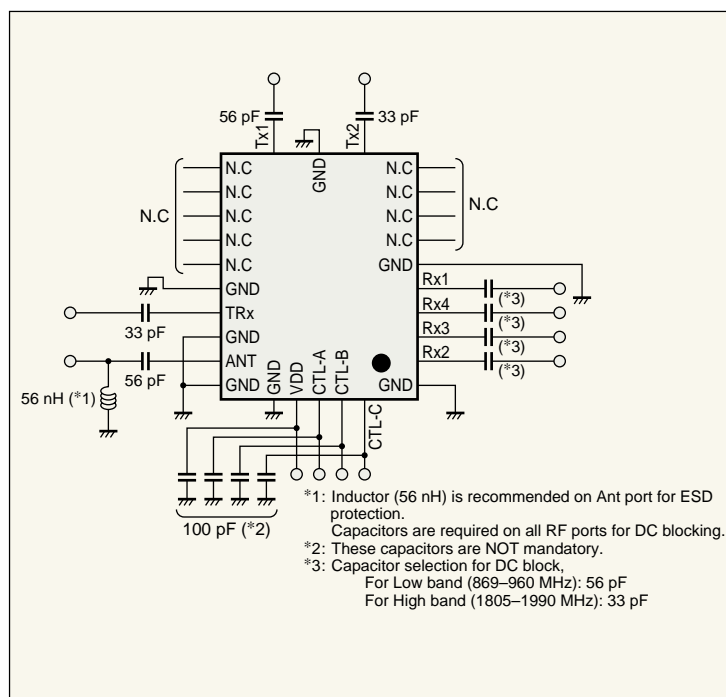 56 pF
Tx1
Tx2
33 pF
GND
N.C
N.C
N.C
N.C
N.C
N.C
N.C
N.C
N.C
N.C
N.C
GND
GND
TRx
GND
ANT
GND
33 pF
56 pF
56 nH (*1)
Rx1
Rx4
Rx3
Rx2
(*3)
(*3)
(*3)
(*3)
GND
GND
VDD
CTL-A
CTL-B
CTL-C
100 pF (*2)
*1: Inductor (56 nH) is recommended on Ant port for ESD
protection.
Capacitors are required on all RF ports for DC blocking.
*2: These capacitors are NOT mandatory.
*3: Capacitor selection for DC block,
For Low band (869–960 MHz): 56 pF
For High band (1805–1990 MHz): 33 pF